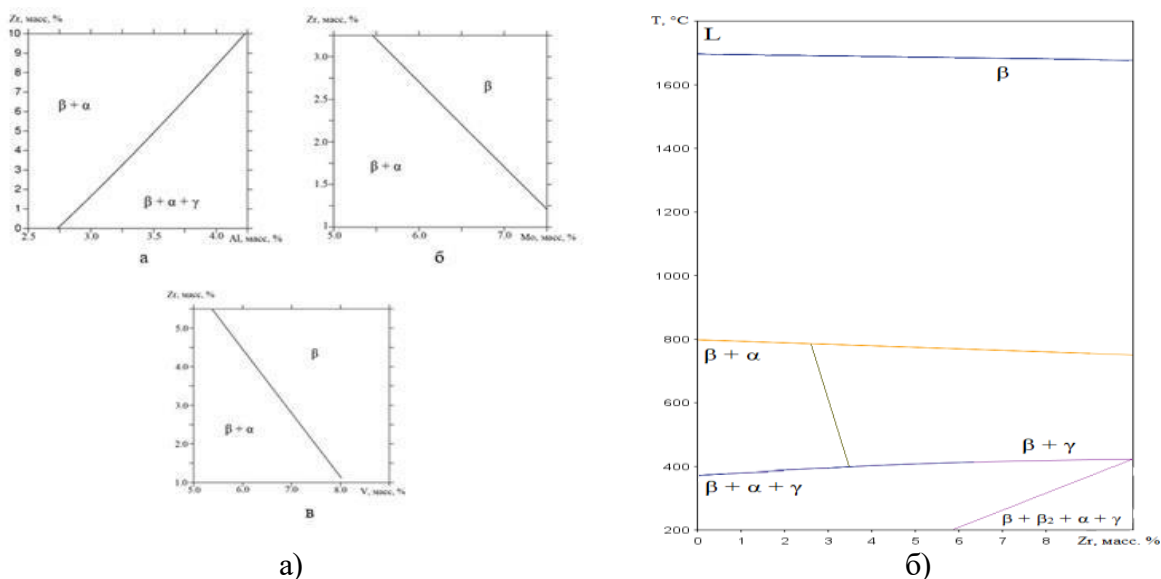 Zr, масс, %
10
9
8
7
6
5
4
3
2
1
0
β + α
β + α + γ
2.5
3.0
3.5
4.0
Al, масс, %
а
Zr, масс, %
3.0
2.5
2.0
1.5
1
β
β + α
5.0
6.0
7.0
Mo, масс, %
б
Zr, масс, %
5.0
4.0
3.0
2.0
1.0
β
β + α
5.0
6.0
7.0
8.0
V, масс, %
в
а)
T, °C
L
β
1600
1400
1200
1000
800
β + α
600
β + γ
400
β + α + γ
β + β₂ + α + γ
200
0
1
2
3
4
5
6
7
8
Zr, масс. %
б)